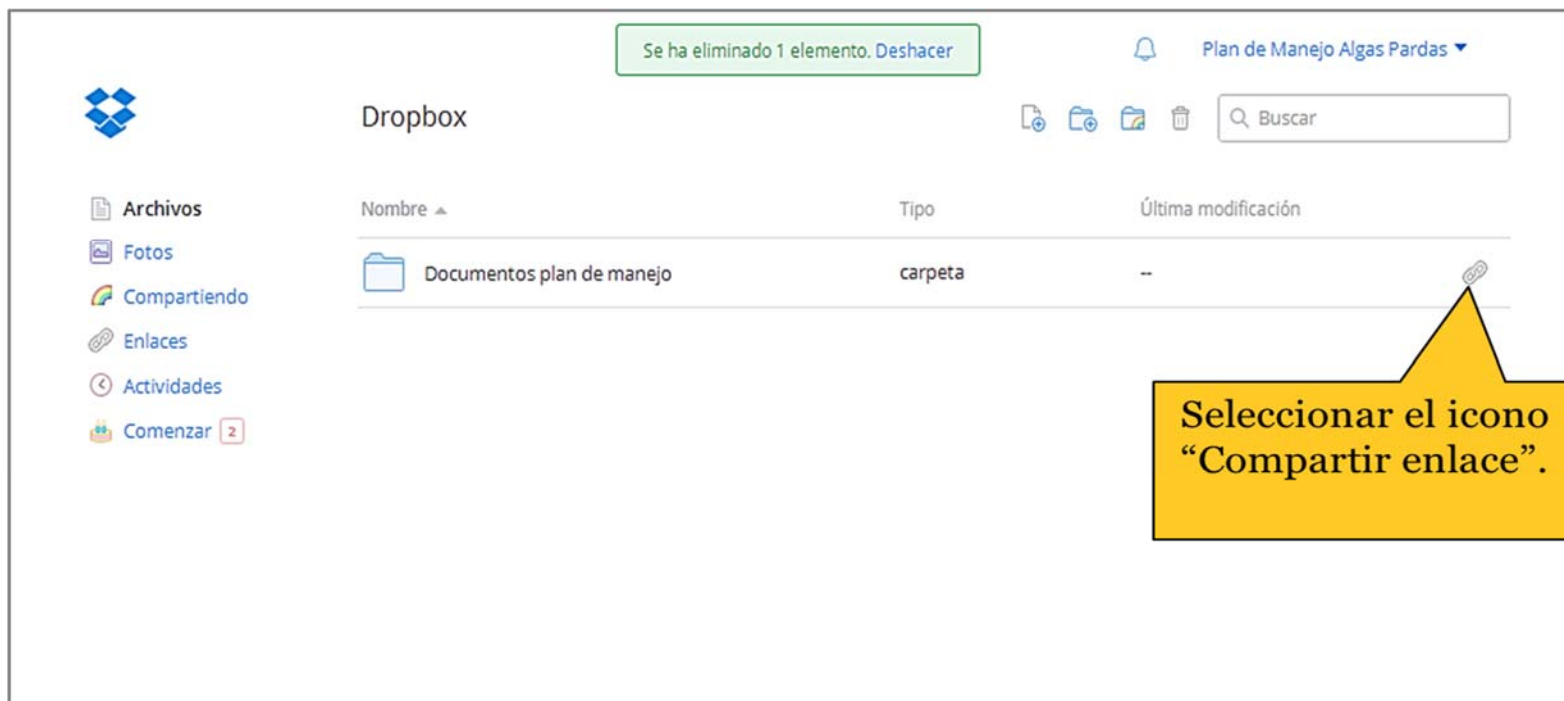 Se ha eliminado 1 elemento. Deshacer
Plan de Manejo Algas Pardas
Dropbox
Buscar
Archivos
Fotos
Compartiendo
Enlaces
Actividades
Comenzar 2
Nombre Tipo Última modificación
Documentos plan de manejo carpeta --
Seleccionar el icono
“Compartir enlace”.